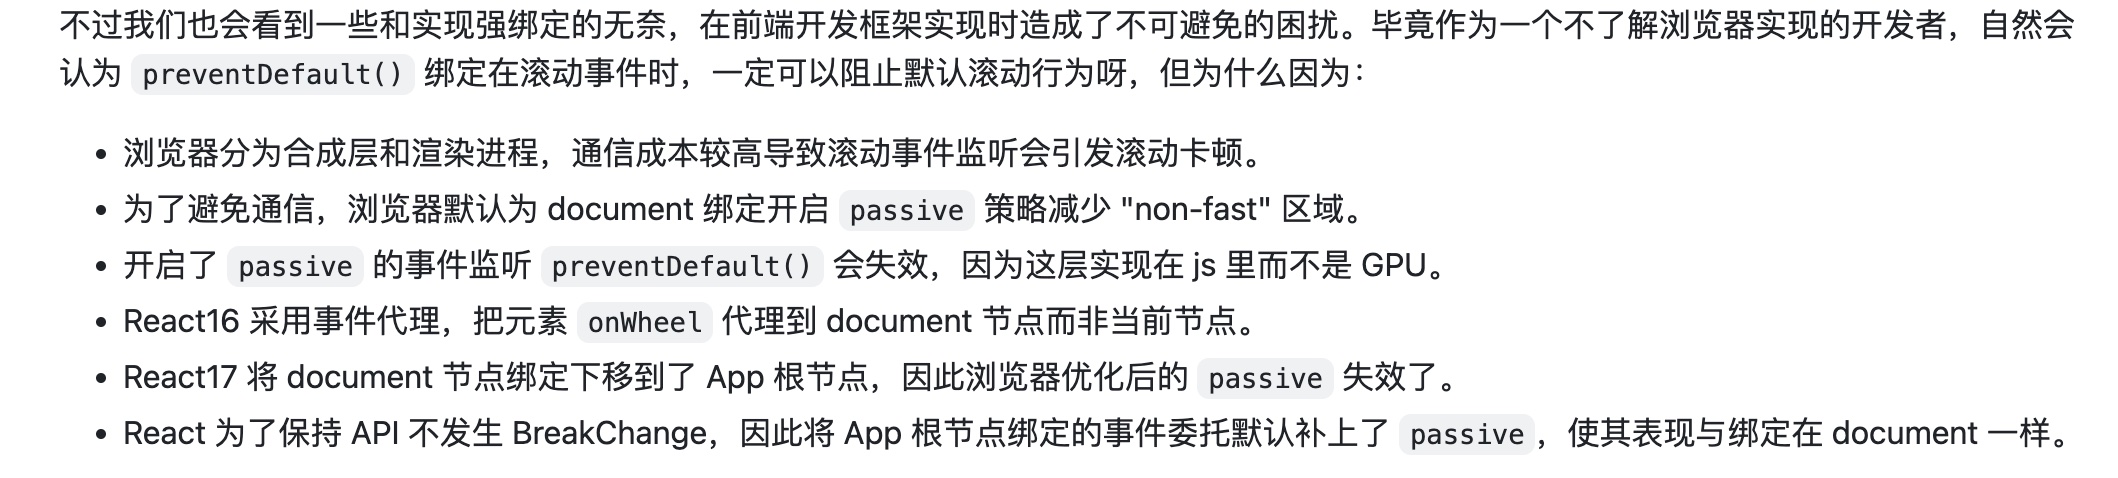 不过我们也会看到一些和实现强绑定的无奈，在前端开发框架实现时造成了不可避免的困扰。毕竟作为一个不了解浏览器实现的开发者，自然会
认为 preventDefault() 绑定在滚动事件时，一定可以阻止默认滚动行为呀，但为什么因为：
• 浏览器分为合成层和渲染进程，通信成本较高导致滚动事件监听会引发滚动卡顿。
• 为了避免通信，浏览器默认为 document 绑定开启 passive 策略减少 "non-fast" 区域。
• 开启了 passive 的事件监听 preventDefault() 会失效，因为这层实现在 js 里而不是 GPU。
• React16 采用事件代理，把元素 onWheel 代理到 document 节点而非当前节点。
• React17 将 document 节点绑定下移到了 App 根节点，因此浏览器优化后的 passive 失效了。
• React 为了保持 API 不发生 BreakChange，因此将 App 根节点绑定的事件委托默认补上了 passive，使其表现与绑定在 document 一样。